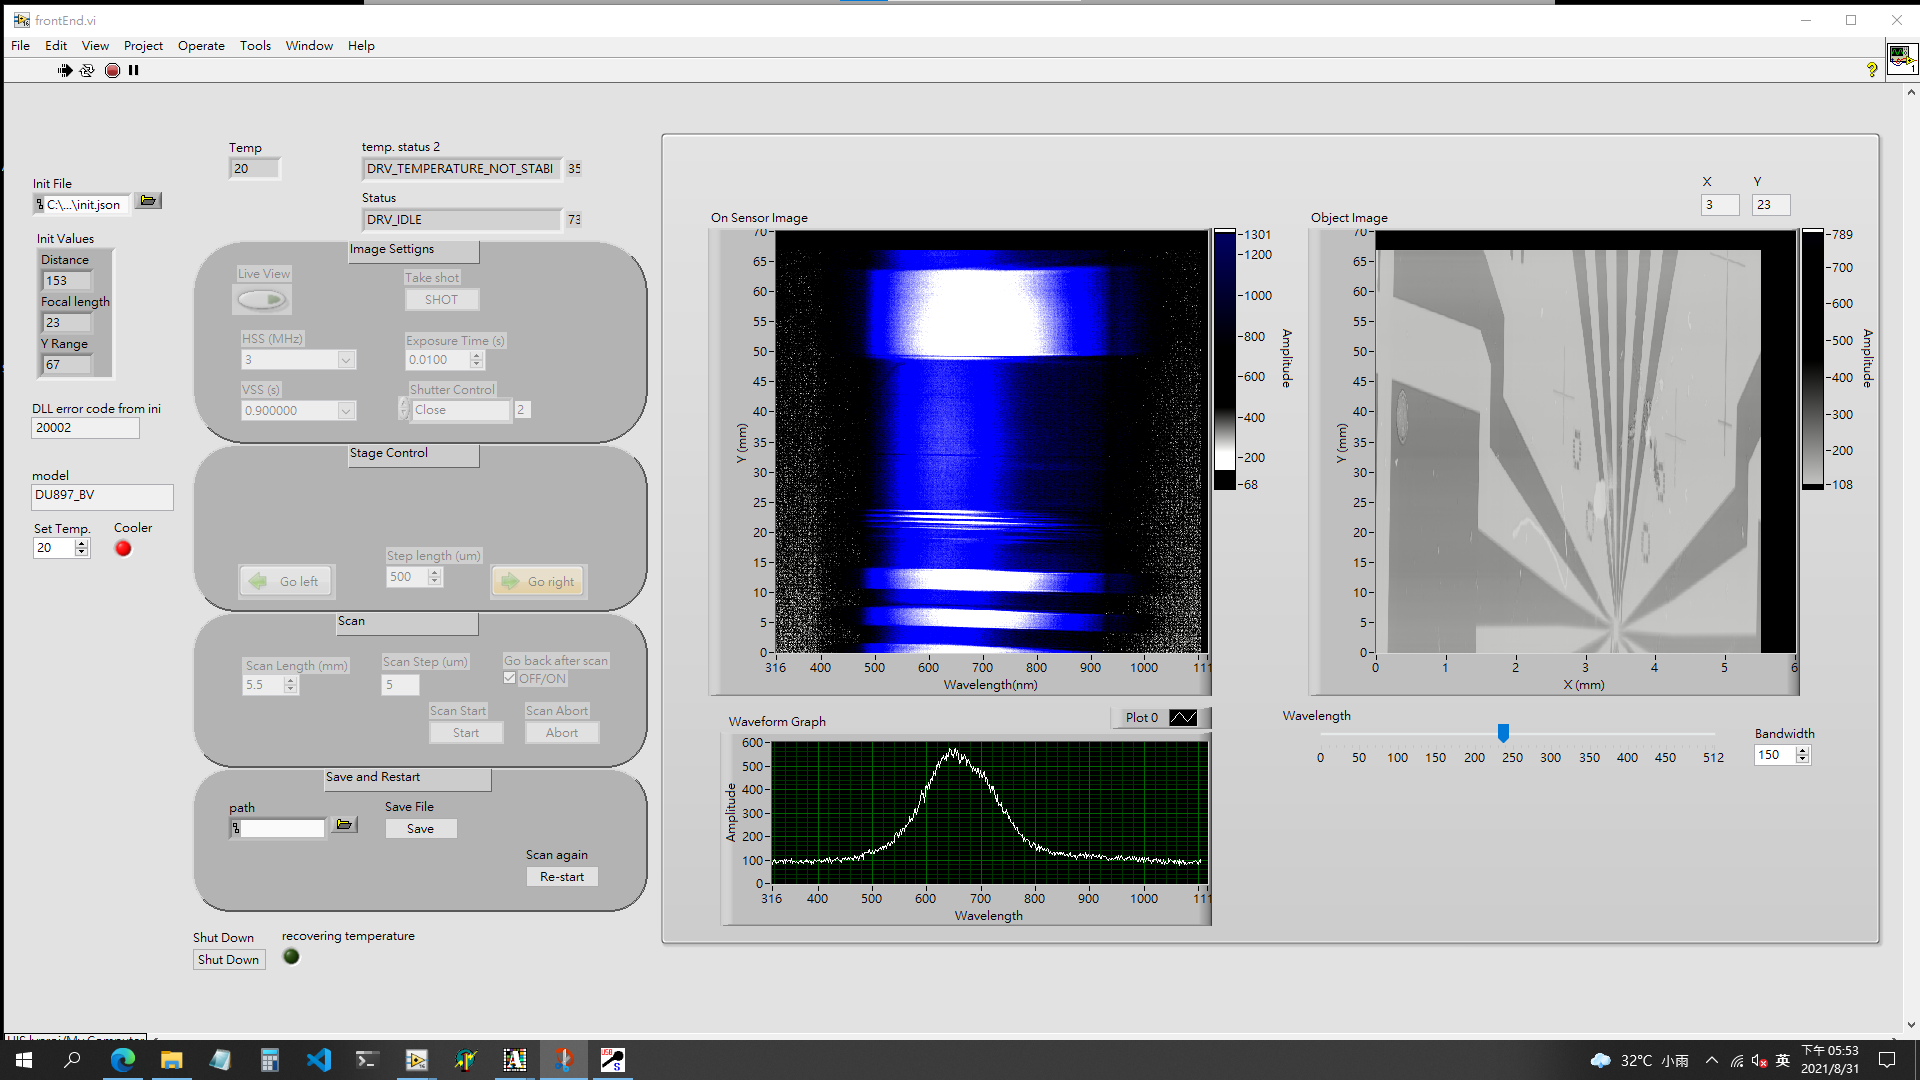 frontEnd.vi
File Edit View Project Operate Tools Window Help
Temp
20
temp. status 2
DRV_TEMPERATURE_NOT_STABI 35
Status
DRV_IDLE 73
Init File
C:\...\init.json
Init Values
Distance
153
Focal length
23
Y Range
67
DLL error code from ini
20002
model
DU897_BV
Set Temp. Cooler
20
Image Settigns
Live View
Take shot
SHOT
HSS (MHz)
3
Exposure Time (s)
0.0100
VSS (s)
0.900000
Shutter Control
Close 2
Stage Control
Go left
Step length (um)
500
Go right
Scan
Scan Length (mm)
5.5
Scan Step (um)
5
Go back after scan
OFF/ON
Scan Start
Start
Scan Abort
Abort
Save and Restart
path
Save File
Save
Scan again
Re-start
Shut Down
Shut Down
recovering temperature
On Sensor Image
70
65
60
55
50
45
40
35
30
25
20
15
10
5
0
Y (mm)
316 400 500 600 700 800 900 1000 111
Wavelength(nm)
1301
1200
1000
800
600
400
200
68
Amplitude
X Y
3 23
Object Image
70
65
60
55
50
45
40
35
30
25
20
15
10
5
0
Y (mm)
0 1 2 3 4 5 6
X (mm)
789
700
600
500
400
300
200
108
Amplitude
Waveform Graph
Plot 0
600
500
400
300
200
100
0
Amplitude
316 400 500 600 700 800 900 1000 111
Wavelength
Wavelength
0 50 100 150 200 250 300 350 400 450 512
Bandwidth
150
32°C 小雨
英
下午 05:53
2021/8/31